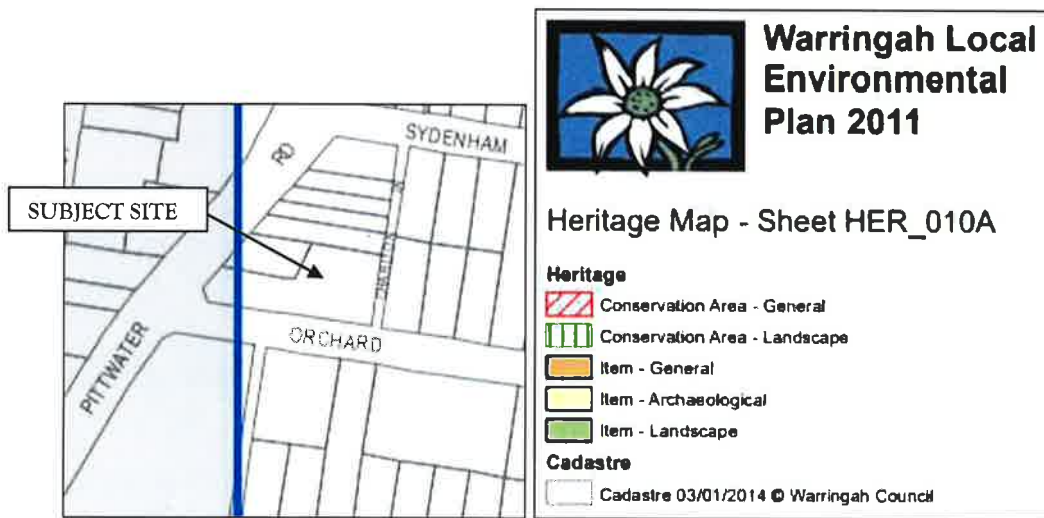 SUBJECT SITE
SYDENHAM
RD
ORCHARD
PITTWATER
Warringah Local
Environmental
Plan 2011
Heritage Map - Sheet HER_010A
Heritage
Conservation Area - General
Conservation Area - Landscape
Item - General
Item - Archaeological
Item - Landscape
Cadastre
Cadastre 03/01/2014 © Warringah Council